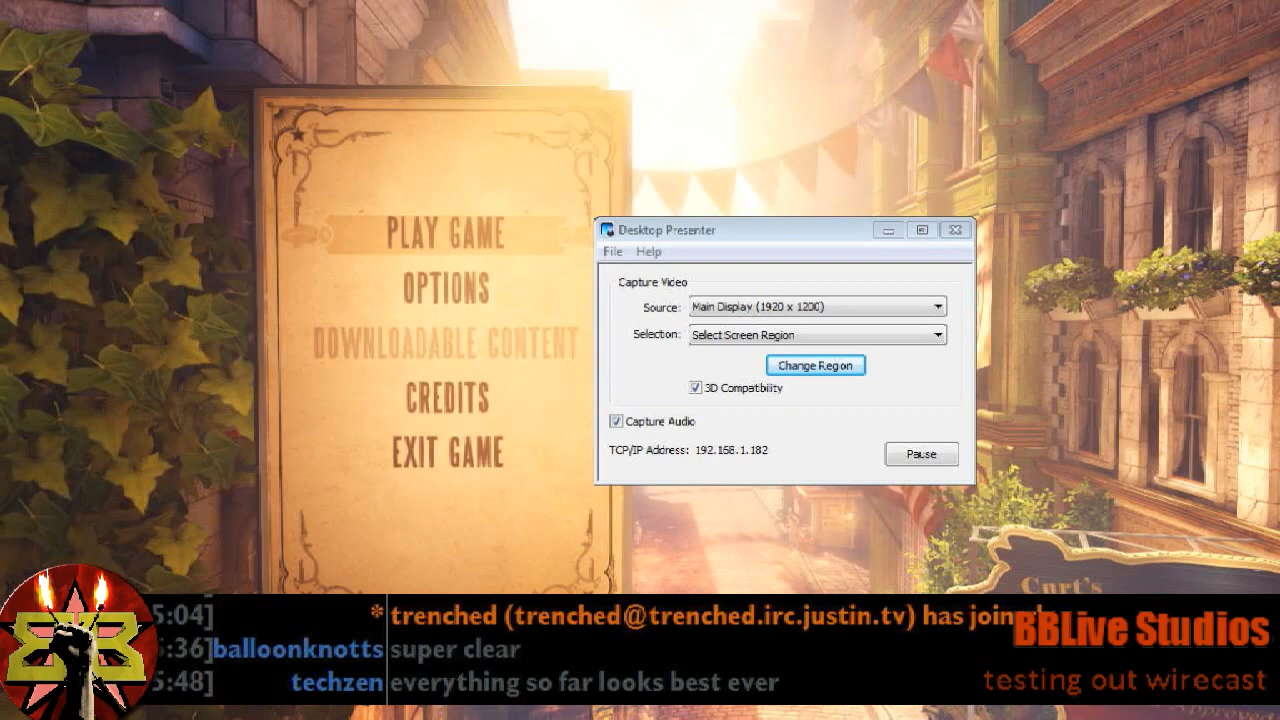 PLAY GAME
OPTIONS
DOWNLOADABLE CONTENT
CREDITS
EXIT GAME
Desktop Presenter
File Help
Capture Video
Source: Main Display (1920 x 1200)
Selection: Select Screen Region
Change Region
3D Compatibility
Capture Audio
TCP/IP Address: 192.168.1.182
Pause
Curt's
5:04] * trenched (trenched@trenched.irc.justin.tv) has join
:36] balloonknotts super clear
5:48] techzen everything so far looks best ever
BBLive Studios
testing out wirecast